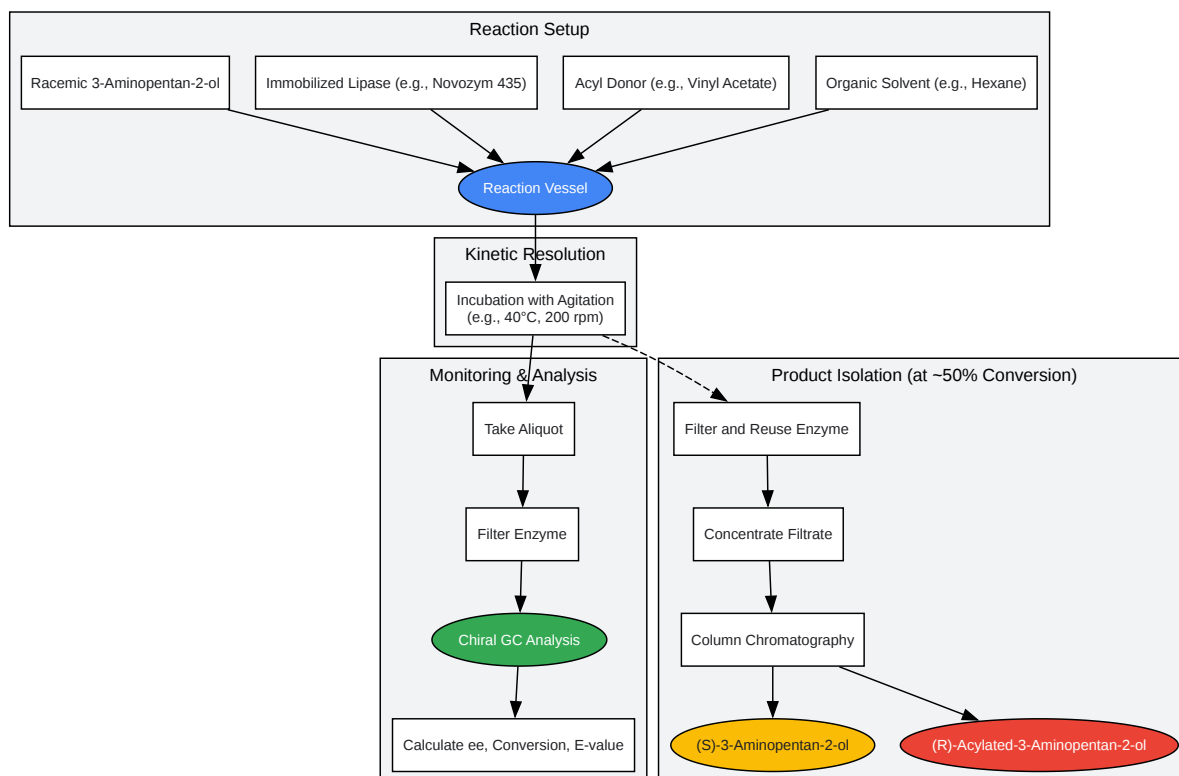 Reaction Setup
Racemic 3-Aminopentan-2-ol
Immobilized Lipase (e.g., Novozym 435)
Acyl Donor (e.g., Vinyl Acetate)
Organic Solvent (e.g., Hexane)
Reaction Vessel
Kinetic Resolution
Incubation with Agitation
(e.g., 40°C, 200 rpm)
Monitoring & Analysis
Take Aliquot
Filter Enzyme
Chiral GC Analysis
Calculate ee, Conversion, E-value
Product Isolation (at ~50% Conversion)
Filter and Reuse Enzyme
Concentrate Filtrate
Column Chromatography
(S)-3-Aminopentan-2-ol
(R)-Acylated-3-Aminopentan-2-ol